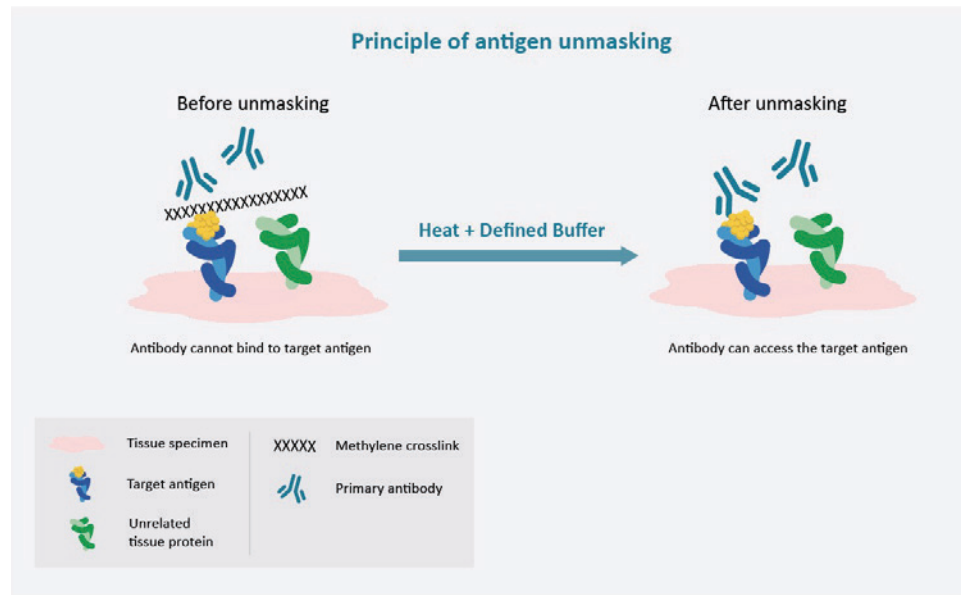 Principle of antigen unmasking
Before unmasking
After unmasking
XXXXXXXXXXXXXXXXX
Heat + Defined Buffer
Antibody cannot bind to target antigen
Antibody can access the target antigen
Tissue specimen
XXXXX
Methylene crosslink
Target antigen
Primary antibody
Unrelated
tissue protein